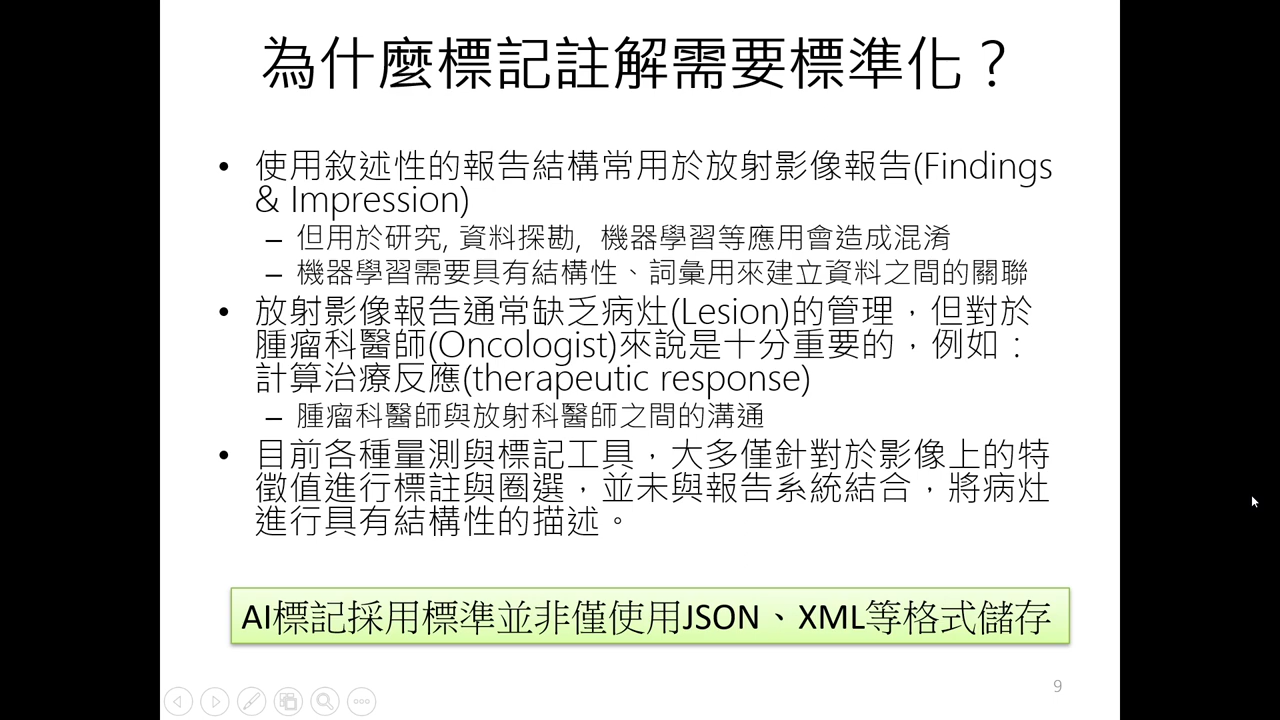 為什麼標記註解需要標準化？
• 使用敘述性的報告結構常用於放射影像報告(Findings
& Impression)
– 但用於研究, 資料探勘, 機器學習等應用會造成混淆
– 機器學習需要具有結構性、詞彙用來建立資料之間的關聯
• 放射影像報告通常缺乏病灶(Lesion)的管理，但對於
腫瘤科醫師(Oncologist)來說是十分重要的，例如：
計算治療反應(therapeutic response)
– 腫瘤科醫師與放射科醫師之間的溝通
• 目前各種量測與標記工具，大多僅針對於影像上的特
徵值進行標註與圈選，並未與報告系統結合，將病灶
進行具有結構性的描述。
AI標記採用標準並非僅使用JSON、XML等格式儲存
9